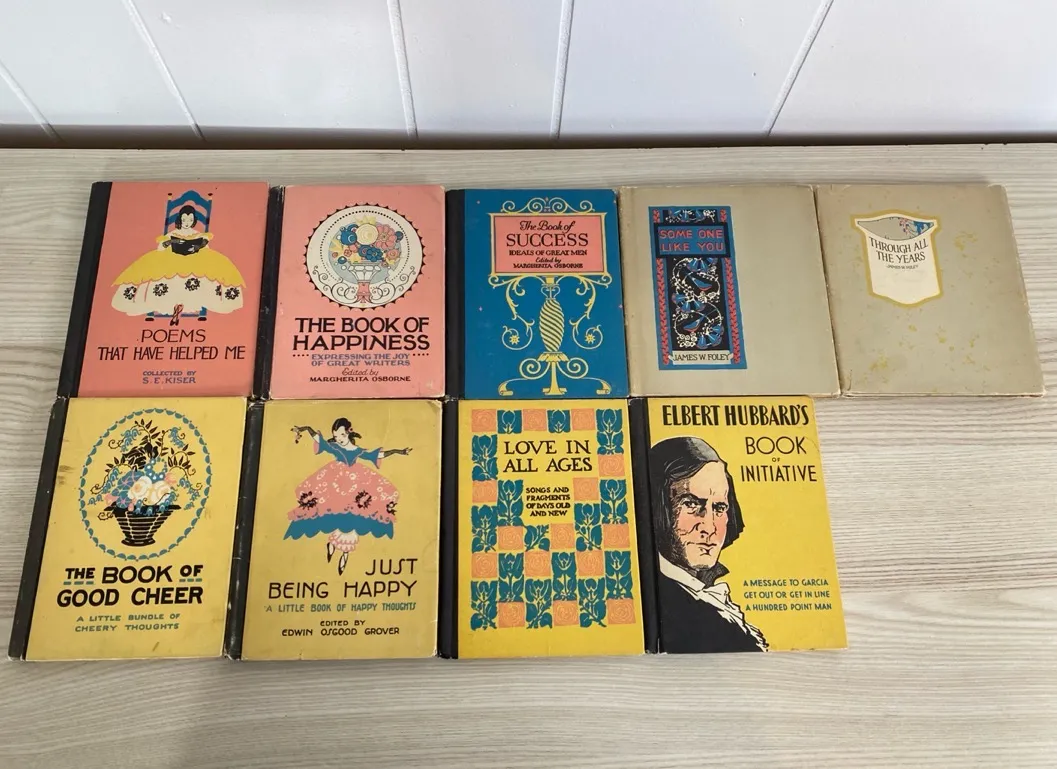 POEMS
THAT HAVE HELPED ME
COLLECTED BY
S. E. KISER
THE BOOK OF
HAPPINESS
EXPRESSING THE JOY
OF GREAT WRITERS
Edited by
MARGHERITA OSBORNE
The Book of
SUCCESS
IDEALS OF GREAT MEN
Edited by
MARGHERITA OSBORNE
SOME ONE
LIKE YOU
JAMES W. FOLEY
THROUGH ALL
THE YEARS
JAMES W. FOLEY
THE BOOK OF
GOOD CHEER
A LITTLE BUNDLE OF
CHEERY THOUGHTS
JUST
BEING HAPPY
A LITTLE BOOK OF HAPPY THOUGHTS
EDITED BY
EDWIN OSGOOD GROVER
LOVE IN
ALL AGES
SONGS AND
FRAGMENTS
OF DAYS OLD
AND NEW
ELBERT HUBBARD'S
BOOK
OF
INITIATIVE
A MESSAGE TO GARCIA
GET OUT OR GET IN LINE
A HUNDRED POINT MAN